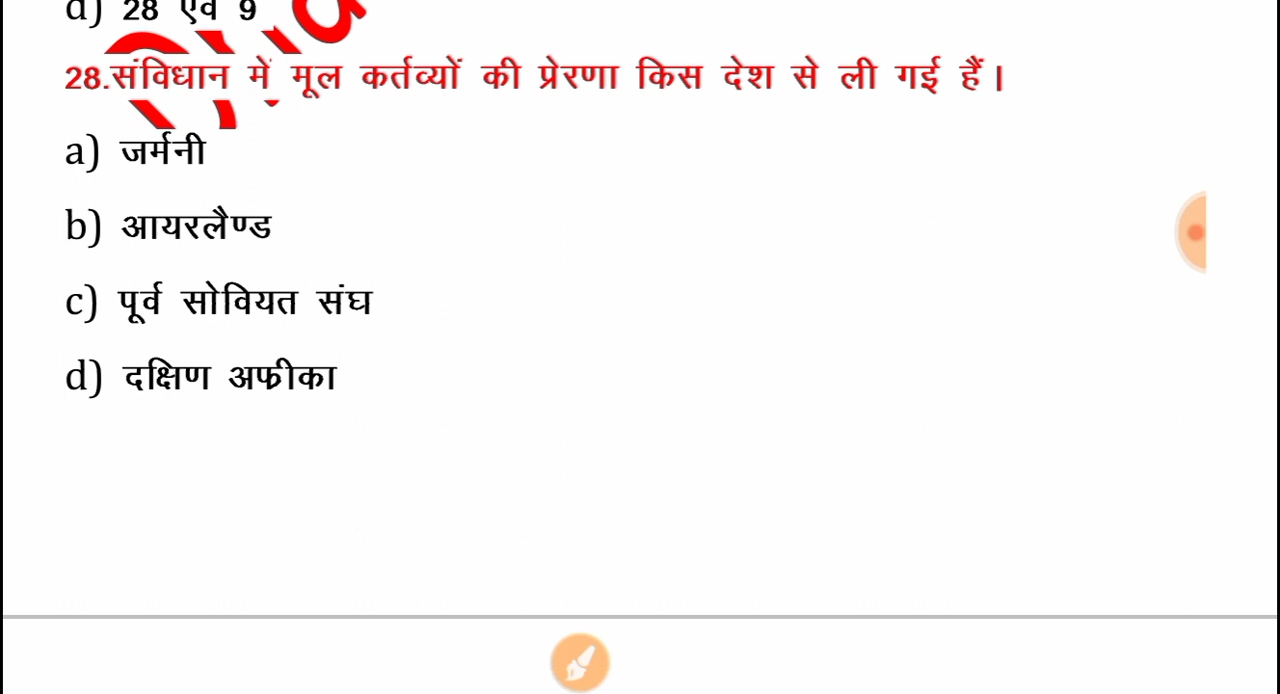 d) 28 एवं 9
28.संविधान में मूल कर्तव्यों की प्रेरणा किस देश से ली गई हैं।
a) जर्मनी
b) आयरलैण्ड
c) पूर्व सोवियत संघ
d) दक्षिण अफ्रीका